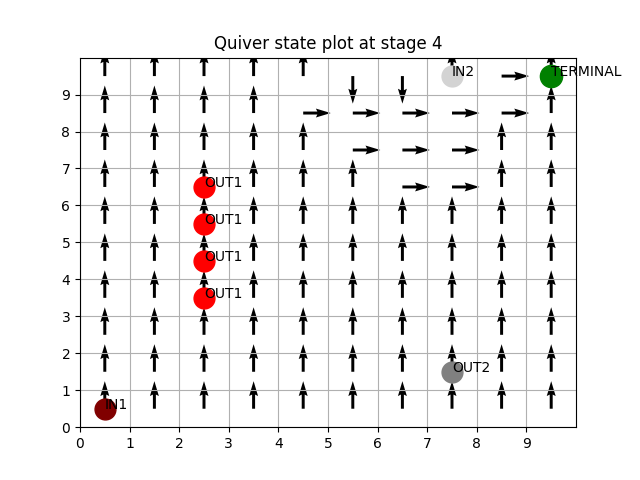 Quiver state plot at stage 4
IN2
TERMINAL
9
8
7
OUT1
6
OUT1
5
OUT1
4
OUT1
3
2
OUT2
1
IN1
0
0 1 2 3 4 5 6 7 8 9